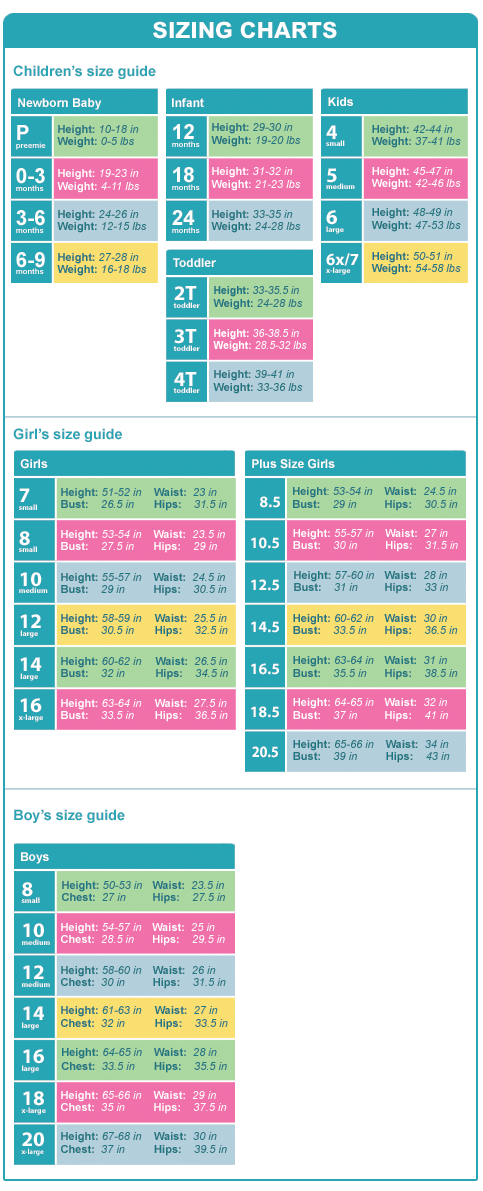 SIZING CHARTS
Children's size guide
Newborn Baby
P
preemie
Height: 10-18 in
Weight: 0-5 lbs
0-3
months
Height: 19-23 in
Weight: 4-11 lbs
3-6
months
Height: 24-26 in
Weight: 12-15 lbs
6-9
months
Height: 27-28 in
Weight: 16-18 lbs
Infant
12
months
Height: 29-30 in
Weight: 19-20 lbs
18
months
Height: 31-32 in
Weight: 21-23 lbs
24
months
Height: 33-35 in
Weight: 24-28 lbs
Toddler
2T
toddler
Height: 33-35.5 in
Weight: 24-28 lbs
3T
toddler
Height: 36-38.5 in
Weight: 28.5-32 lbs
4T
toddler
Height: 39-41 in
Weight: 33-36 lbs
Kids
4
small
Height: 42-44 in
Weight: 37-41 lbs
5
medium
Height: 45-47 in
Weight: 42-46 lbs
6
large
Height: 48-49 in
Weight: 47-53 lbs
6x/7
x-large
Height: 50-51 in
Weight: 54-58 lbs
Girl's size guide
Girls
7
small
Height: 51-52 in Waist: 23 in
Bust: 26.5 in Hips: 31.5 in
8
small
Height: 53-54 in Waist: 23.5 in
Bust: 27.5 in Hips: 29 in
10
medium
Height: 55-57 in Waist: 24.5 in
Bust: 29 in Hips: 30.5 in
12
large
Height: 58-59 in Waist: 25.5 in
Bust: 30.5 in Hips: 32.5 in
14
large
Height: 60-62 in Waist: 26.5 in
Bust: 32 in Hips: 34.5 in
16
x-large
Height: 63-64 in Waist: 27.5 in
Bust: 33.5 in Hips: 36.5 in
Plus Size Girls
8.5
Height: 53-54 in Waist: 24.5 in
Bust: 29 in Hips: 30.5 in
10.5
Height: 55-57 in Waist: 27 in
Bust: 30 in Hips: 31.5 in
12.5
Height: 57-60 in Waist: 28 in
Bust: 31 in Hips: 33 in
14.5
Height: 60-62 in Waist: 30 in
Bust: 33.5 in Hips: 36.5 in
16.5
Height: 63-64 in Waist: 31 in
Bust: 35.5 in Hips: 38.5 in
18.5
Height: 64-65 in Waist: 32 in
Bust: 37 in Hips: 41 in
20.5
Height: 65-66 in Waist: 34 in
Bust: 39 in Hips: 43 in
Boy's size guide
Boys
8
small
Height: 50-53 in Waist: 23.5 in
Chest: 27 in Hips: 27.5 in
10
medium
Height: 54-57 in Waist: 25 in
Chest: 28.5 in Hips: 29.5 in
12
medium
Height: 58-60 in Waist: 26 in
Chest: 30 in Hips: 31.5 in
14
large
Height: 61-63 in Waist: 27 in
Chest: 32 in Hips: 33.5 in
16
large
Height: 64-65 in Waist: 28 in
Chest: 33.5 in Hips: 35.5 in
18
x-large
Height: 65-66 in Waist: 29 in
Chest: 35 in Hips: 37.5 in
20
x-large
Height: 67-68 in Waist: 30 in
Chest: 37 in Hips: 39.5 in